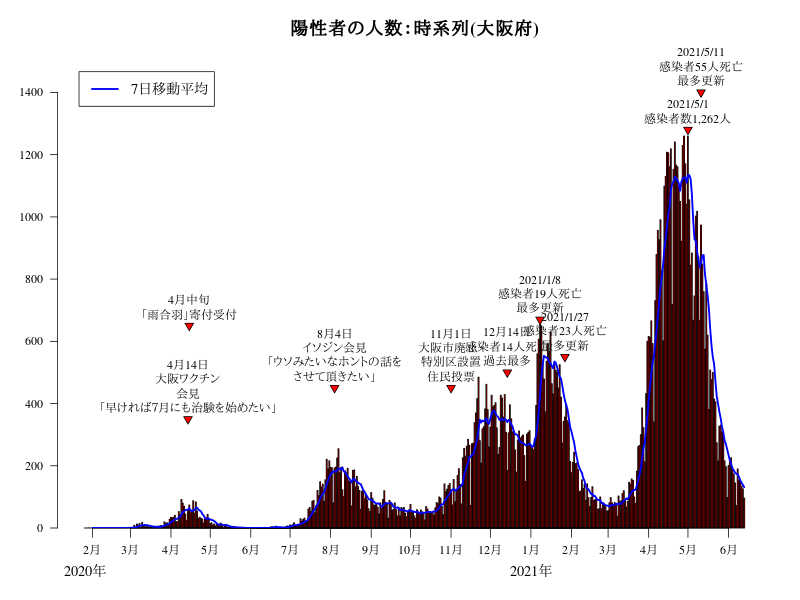 陽性者の人数:時系列(大阪府)
2021/5/11
感染者55人死亡
最多更新
7日移動平均
2021/5/1
感染者数1,262人
1400
1200
1000
800
600
400
200
0
4月中旬
「雨合羽」寄付受付
4月14日
大阪ワクチン
会見
「早ければ7月にも治験を始めたい」
8月4日
イソジン会見
「ウソみたいなホントの話を
させて頂きたい」
11月1日
大阪市廃止
特別区設置
住民投票
12月14日
感染者14人死亡
過去最多
2021/1/8
感染者19人死亡
最多更新
2021/1/27
感染者23人死亡
最多更新
2月 3月 4月 5月 6月 7月 8月 9月 10月 11月 12月 1月 2月 3月 4月 5月 6月
2020年 2021年